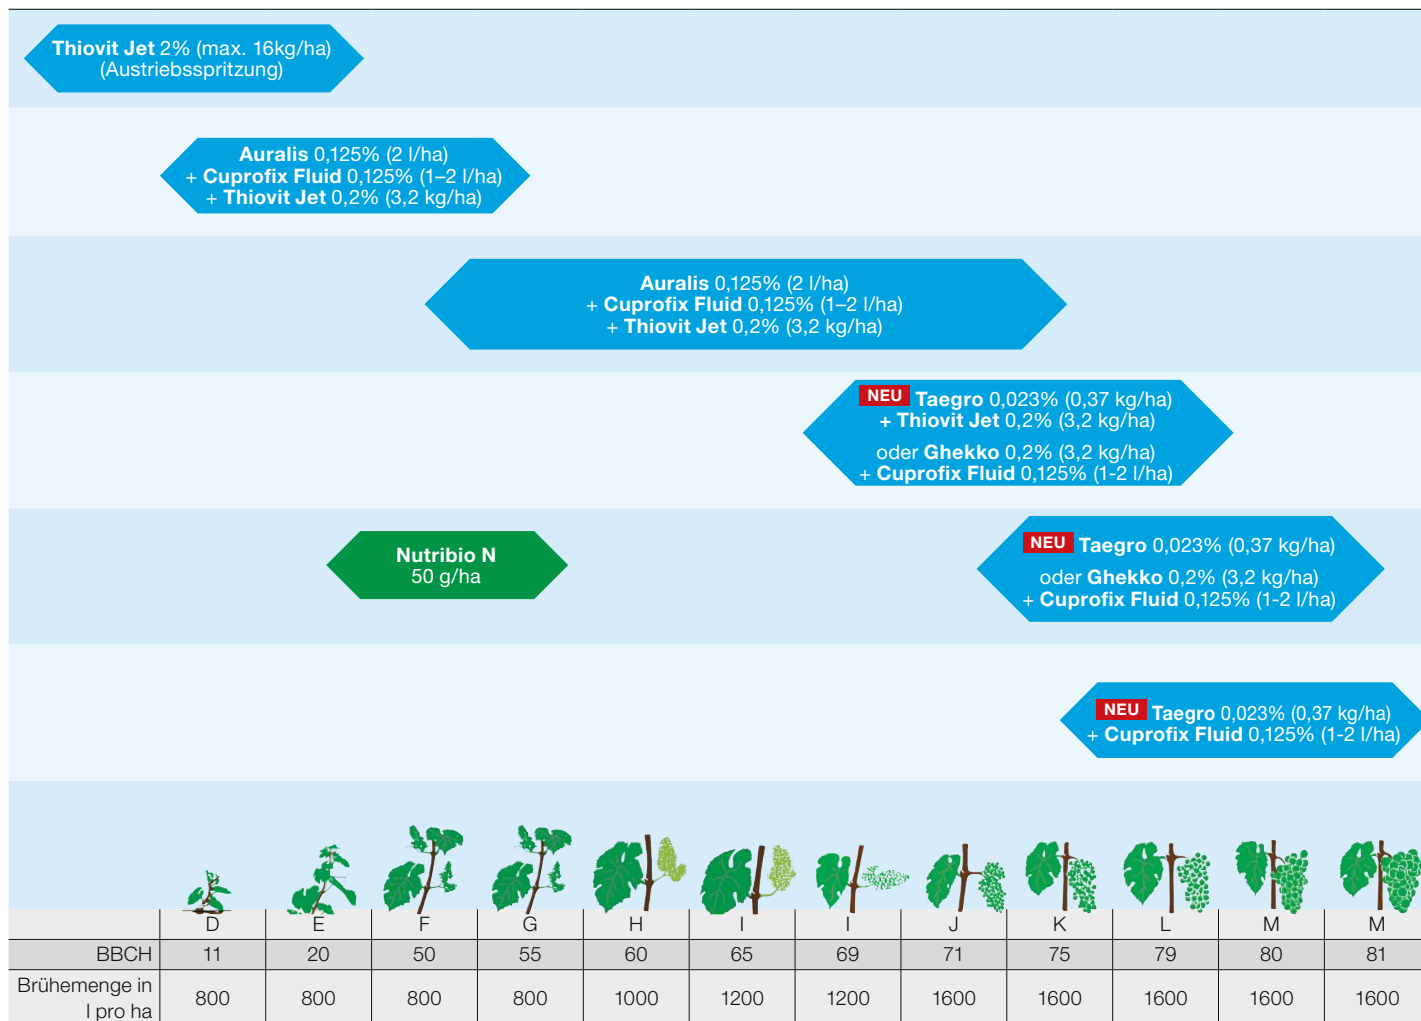 Thiovit Jet 2% (max. 16kg/ha)
(Austriebsspritzung)
Auralis 0,125% (2 l/ha)
+ Cuprofix Fluid 0,125% (1–2 l/ha)
+ Thiovit Jet 0,2% (3,2 kg/ha)
Auralis 0,125% (2 l/ha)
+ Cuprofix Fluid 0,125% (1–2 l/ha)
+ Thiovit Jet 0,2% (3,2 kg/ha)
NEU Taegro 0,023% (0,37 kg/ha)
+ Thiovit Jet 0,2% (3,2 kg/ha)
oder Ghekko 0,2% (3,2 kg/ha)
+ Cuprofix Fluid 0,125% (1-2 l/ha)
Nutribio N
50 g/ha
NEU Taegro 0,023% (0,37 kg/ha)
oder Ghekko 0,2% (3,2 kg/ha)
+ Cuprofix Fluid 0,125% (1-2 l/ha)
NEU Taegro 0,023% (0,37 kg/ha)
+ Cuprofix Fluid 0,125% (1-2 l/ha)
D E F G H I I J K L M M
BBCH 11 20 50 55 60 65 69 71 75 79 80 81
Brühemenge in
l pro ha 800 800 800 800 1000 1200 1200 1600 1600 1600 1600 1600